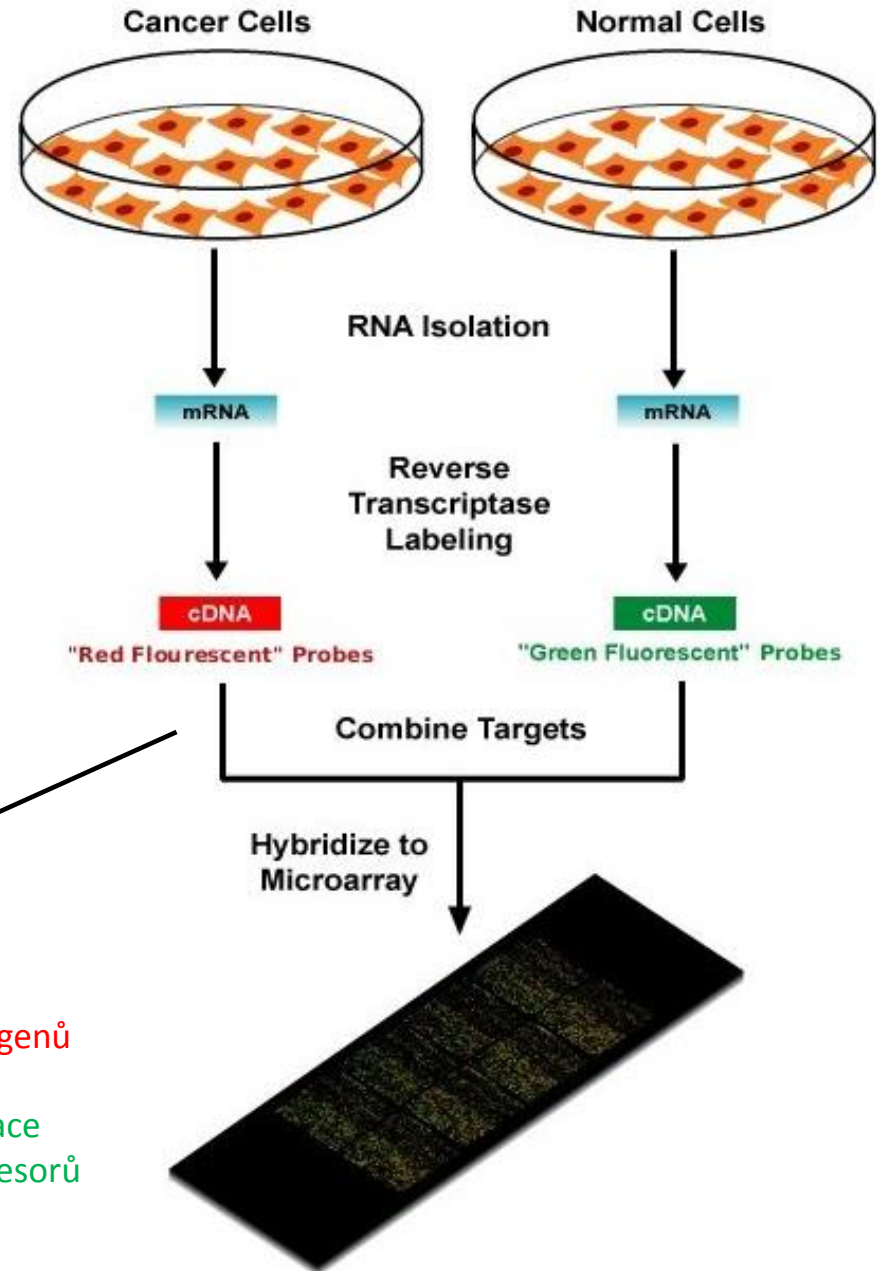 Cancer Cells
Normal Cells
RNA Isolation
mRNA
mRNA
Reverse
Transcriptase
Labeling
cDNA
cDNA
"Red Flourescent" Probes
"Green Fluorescent" Probes
Combine Targets
Hybridize to
Microarray
genů
ace
esorů